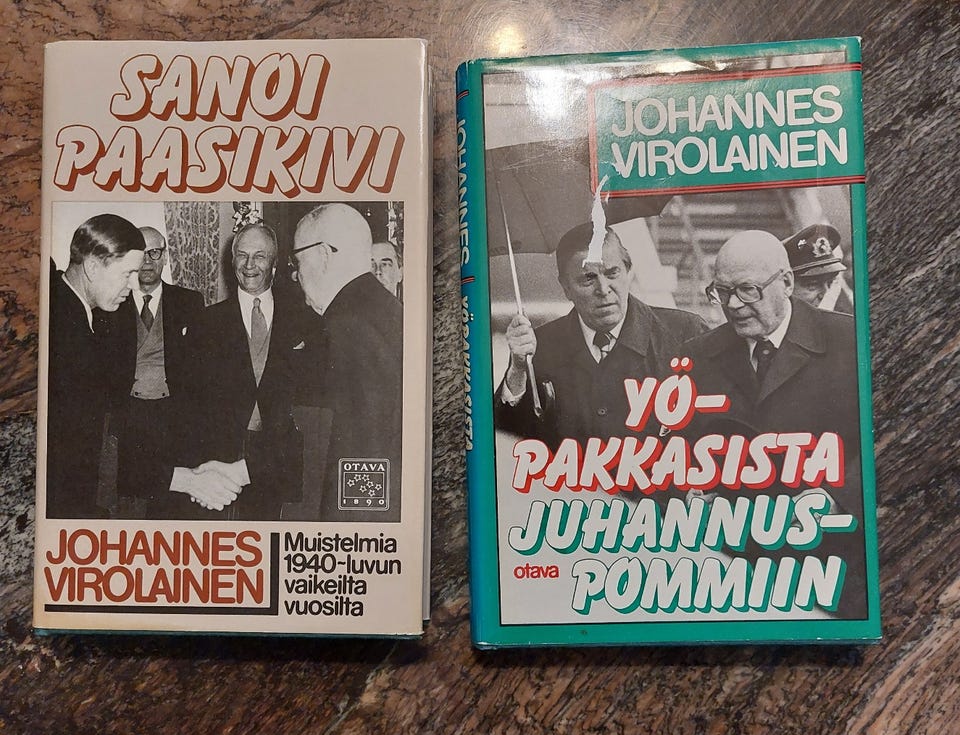 SANOI
PAASIKIVI
OTAVA
1890
JOHANNES
VIROLAINEN
Muistelmia
1940-luvun
vaikeilta
vuosilta
JOHANNES / YÖPAKKASISTA
JOHANNES
VIROLAINEN
YÖ-
PAKKASISTA
JUHANNUS-
POMMIIN
otava